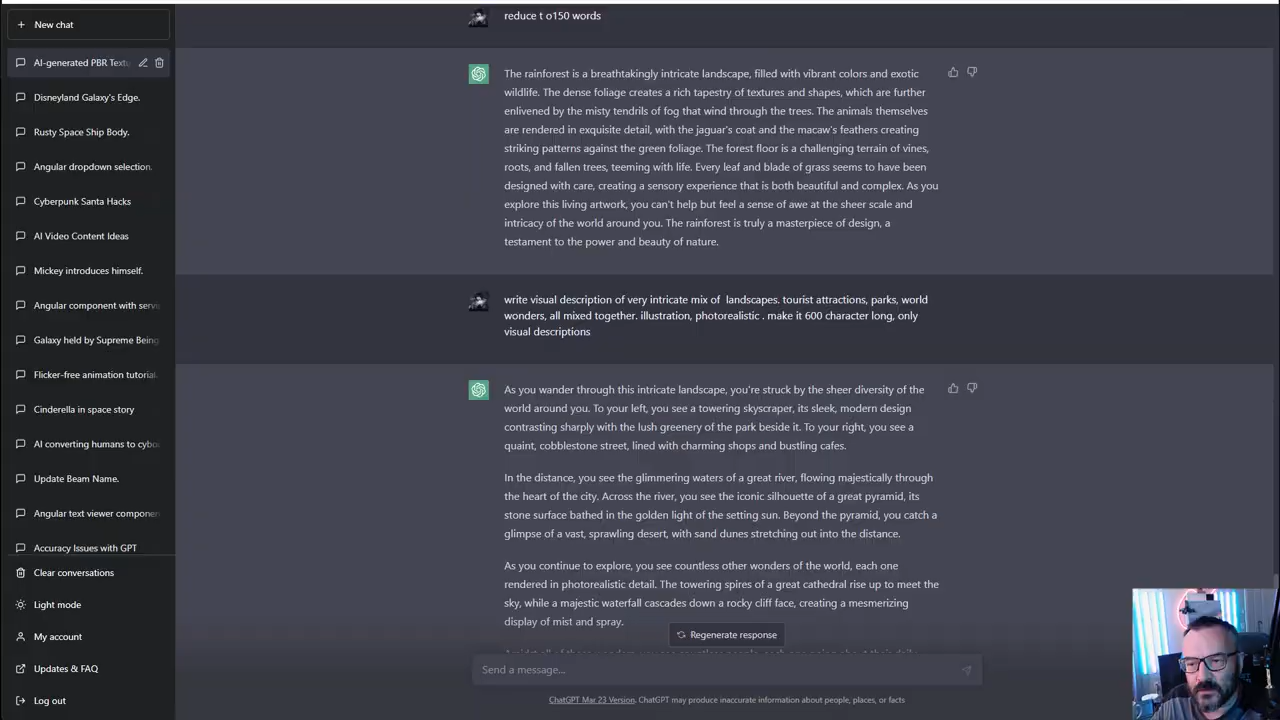 New chat
AI-generated PBR Textu
Disneyland Galaxy's Edge.
Rusty Space Ship Body.
Angular dropdown selection.
Cyberpunk Santa Hacks
AI Video Content Ideas
Mickey introduces himself.
Angular component with servi
Galaxy held by Supreme Being
Flicker-free animation tutorial.
Cinderella in space story
AI converting humans to cybo
Update Beam Name.
Angular text viewer componen
Accuracy Issues with GPT
Clear conversations
Light mode
My account
Updates & FAQ
Log out
reduce t o150 words
The rainforest is a breathtakingly intricate landscape, filled with vibrant colors and exotic
wildlife. The dense foliage creates a rich tapestry of textures and shapes, which are further
enlivened by the misty tendrils of fog that wind through the trees. The animals themselves
are rendered in exquisite detail, with the jaguar's coat and the macaw's feathers creating
striking patterns against the green foliage. The forest floor is a challenging terrain of vines,
roots, and fallen trees, teeming with life. Every leaf and blade of grass seems to have been
designed with care, creating a sensory experience that is both beautiful and complex. As you
explore this living artwork, you can't help but feel a sense of awe at the sheer scale and
intricacy of the world around you. The rainforest is truly a masterpiece of design, a
testament to the power and beauty of nature.
write visual description of very intricate mix of  landscapes. tourist attractions, parks, world
wonders, all mixed together. illustration, photorealistic . make it 600 character long, only
visual descriptions
As you wander through this intricate landscape, you're struck by the sheer diversity of the
world around you. To your left, you see a towering skyscraper, its sleek, modern design
contrasting sharply with the lush greenery of the park beside it. To your right, you see a
quaint, cobblestone street, lined with charming shops and bustling cafes.
In the distance, you see the glimmering waters of a great river, flowing majestically through
the heart of the city. Across the river, you see the iconic silhouette of a great pyramid, its
stone surface bathed in the golden light of the setting sun. Beyond the pyramid, you catch a
glimpse of a vast, sprawling desert, with sand dunes stretching out into the distance.
As you continue to explore, you see countless other wonders of the world, each one
rendered in photorealistic detail. The towering spires of a great cathedral rise up to meet the
sky, while a majestic waterfall cascades down a rocky cliff face, creating a mesmerizing
display of mist and spray.
Regenerate response
Send a message...
ChatGPT Mar 23 Version. ChatGPT may produce inaccurate information about people, places, or facts